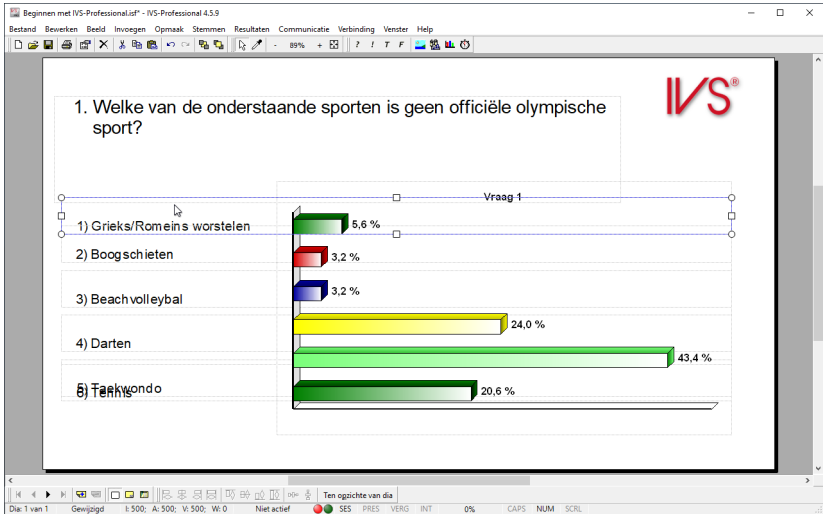 Beginnen met IVS-Professional.isf* - IVS-Professional 4.5.9
Bestand Bewerken Beeld Invoegen Opmaak Stemmen Resultaten Communicatie Verbinding Venster Help
- 89% + ? ! T F
IVS®
1. Welke van de onderstaande sporten is geen officiële olympische
sport?
Vraag 1
1) Grieks/Romeins worstelen 5,6 %
2) Boogschieten 3,2 %
3) Beachvolleybal 3,2 %
24,0 %
4) Darten
43,4 %
5) Taekwondo
6) Tennis
20,6 %
Ten opzichte van dia
Dia: 1 van 1 Gewijzigd I: 500; A: 500; V: 500; W: 0 Niet actief SES PRES VERG INT 0% CAPS NUM SCRL